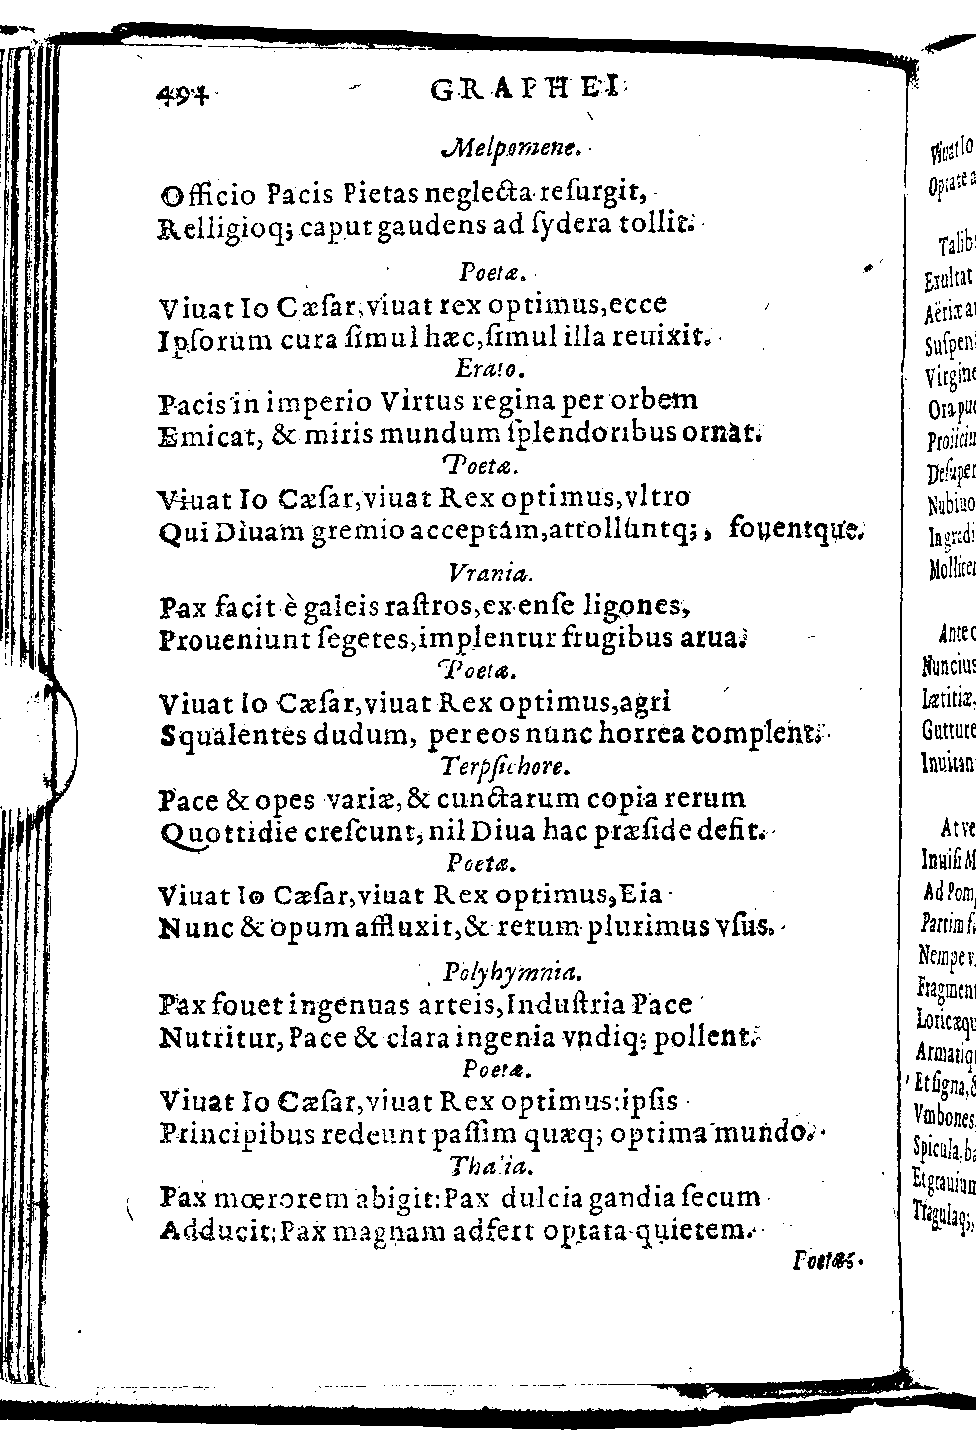 494 GRAPHEI
Melpomene.
Officio Pacis Pietas neglecta resurgit,
Relligioq; caput gaudens ad sydera tollit.
Poetæ.
Viuat Io Cæsar, viuat rex optimus, ecce
Ipsorum cura simul hæc, simul illa reuixit.
Erato.
Pacis in imperio Virtus regina per orbem
Emicat, & miris mundum splendoribus ornat.
Poetæ.
Viuat Io Cæsar, viuat Rex optimus, vltro
Qui Diuam gremio acceptam, attolluntq;, fouentque.
Vrania.
Pax facit è galeis rastros, ex ense ligones,
Proueniunt segetes, implentur frugibus arua.
Poetæ.
Viuat Io Cæsar, viuat Rex optimus, agri
Squalentes dudum, per eos nunc horrea complent.
Terpsichore.
Pace & opes variæ, & cunctarum copia rerum
Quottidie crescunt, nil Diua hac præside defit.
Poetæ.
Viuat Io Cæsar, viuat Rex optimus, Eia
Nunc & opum affluxit, & rerum plurimus vsus.
Polyhymnia.
Pax fouet ingenuas arteis, Industria Pace
Nutritur, Pace & clara ingenia vndiq; pollent.
Poetæ.
Viuat Io Cæsar, viuat Rex optimus: ipsis
Principibus redeunt passim quæq; optima mundo.
Thalia.
Pax mœrorem abigit: Pax dulcia gaudia secum
Adducit: Pax magnam adfert optata quietem.
Poetæ.
Viuat Io
Optate a
Talib
Exultat
Aërix a
Suspen
Virgine
Ora pu
Proiiciu
Desuper
Nubiuo
Ingredi
Molliter
Ante c
Nuncius
Lætitiæ,
Gutture
Inuitan
At ve
Inuisi M
Ad Pom
Partim f
Nempe v
Fragment
Loricæqu
Armatiq
Et signa, &
Vmbones,
Spicula, ba
Et grauium
Tragulaq;,